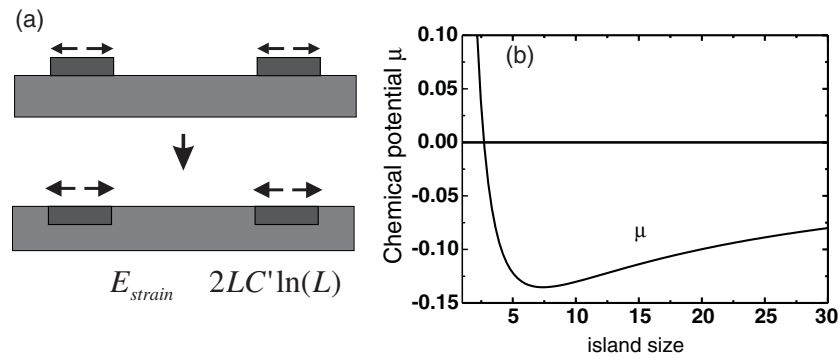 (a)
E_strain 2LC'ln(L)
(b)
Chemical potential μ
0.10
0.05
0.00
-0.05
-0.10
-0.15
μ
5 10 15 20 25 30
island size